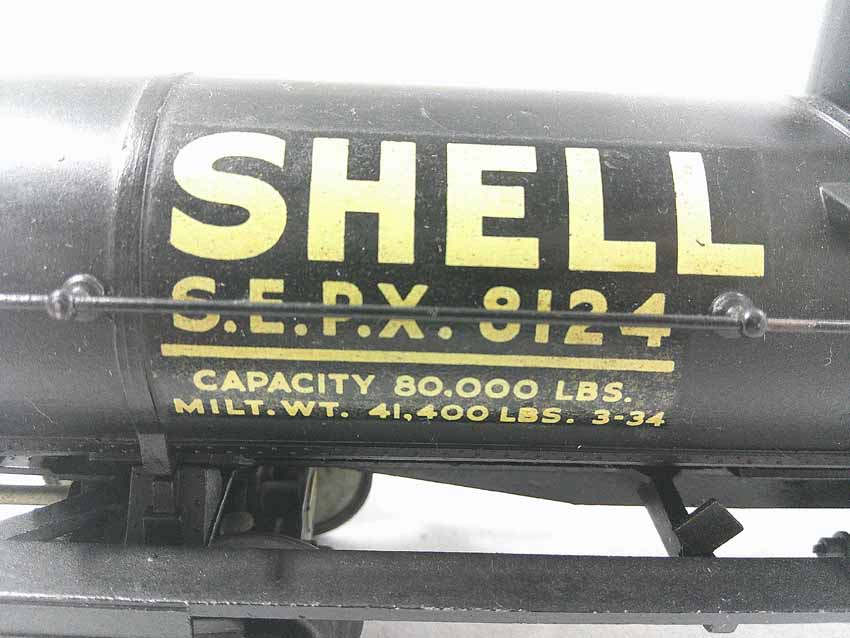 SHELL
S.E.P.X. 8124
CAPACITY 80.000 LBS.
MILT.WT. 41,400 LBS. 3-34